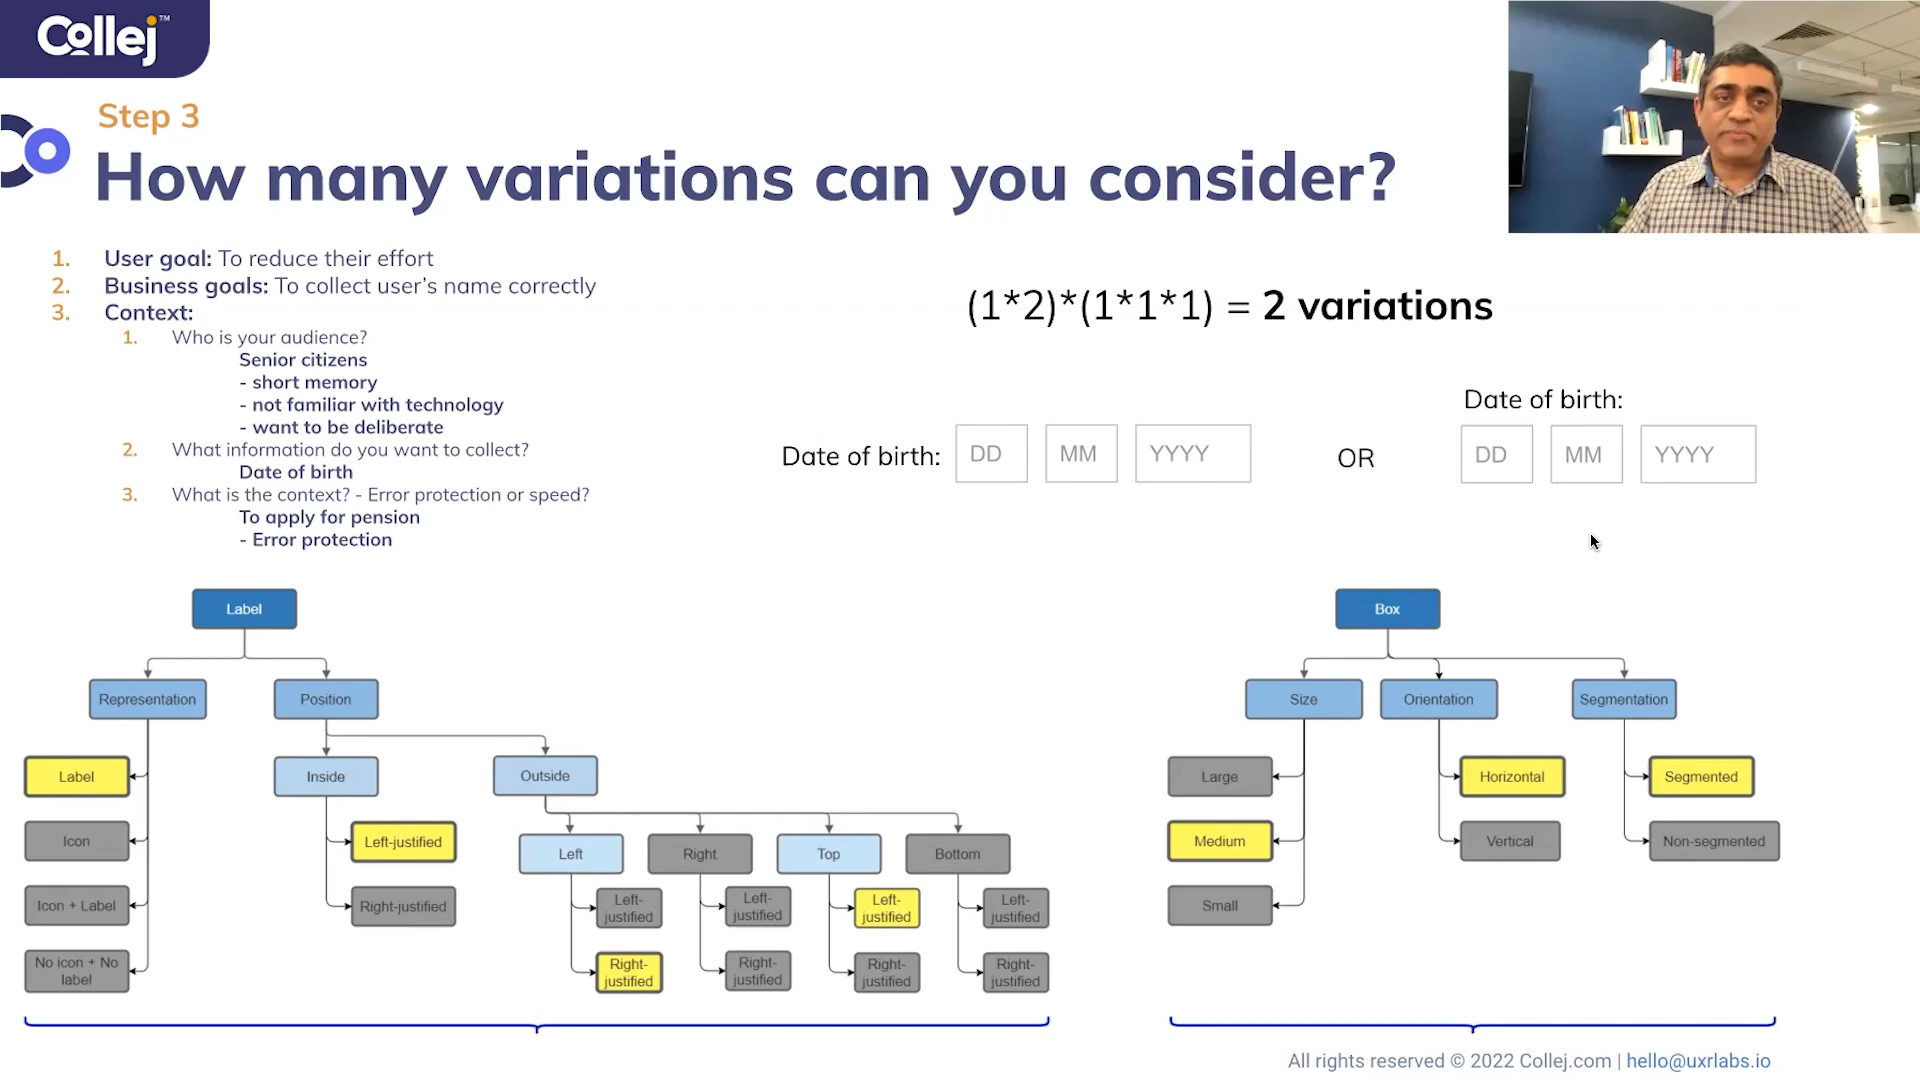 Collej™
Step 3
How many variations can you consider?
1. User goal: To reduce their effort
2. Business goals: To collect user's name correctly
3. Context:
1. Who is your audience?
Senior citizens
- short memory
- not familiar with technology
- want to be deliberate
2. What information do you want to collect?
Date of birth
3. What is the context? - Error protection or speed?
To apply for pension
- Error protection
(1*2)*(1*1*1) = 2 variations
Date of birth: DD MM YYYY
OR
Date of birth:
DD MM YYYY
Label
Representation
Position
Label
Icon
Icon + Label
No icon + No
label
Inside
Left-justified
Right-justified
Outside
Left
Right
Top
Bottom
Left-
justified
Right-
justified
Left-
justified
Right-
justified
Left-
justified
Right-
justified
Left-
justified
Right-
justified
Box
Size
Orientation
Segmentation
Large
Medium
Small
Horizontal
Vertical
Segmented
Non-segmented
All rights reserved © 2022 Collej.com | hello@uxrlabs.io